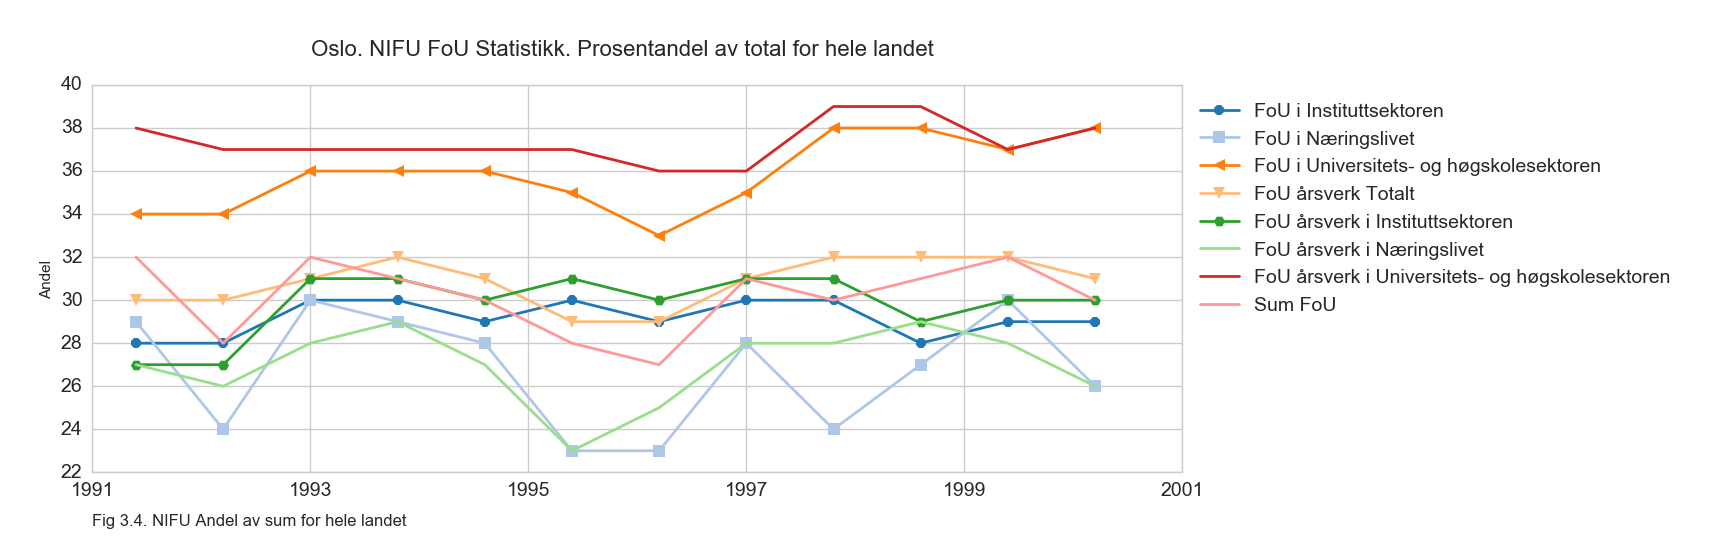 Oslo. NIFU FoU Statistikk. Prosentandel av total for hele landet
40
38
36
34
32
30
28
26
24
22
Andel
1991 1993 1995 1997 1999 2001
FoU i Instituttsektoren
FoU i Næringslivet
FoU i Universitets- og høgskolesektoren
FoU årsverk Totalt
FoU årsverk i Instituttsektoren
FoU årsverk i Næringslivet
FoU årsverk i Universitets- og høgskolesektoren
Sum FoU
Fig 3.4. NIFU Andel av sum for hele landet